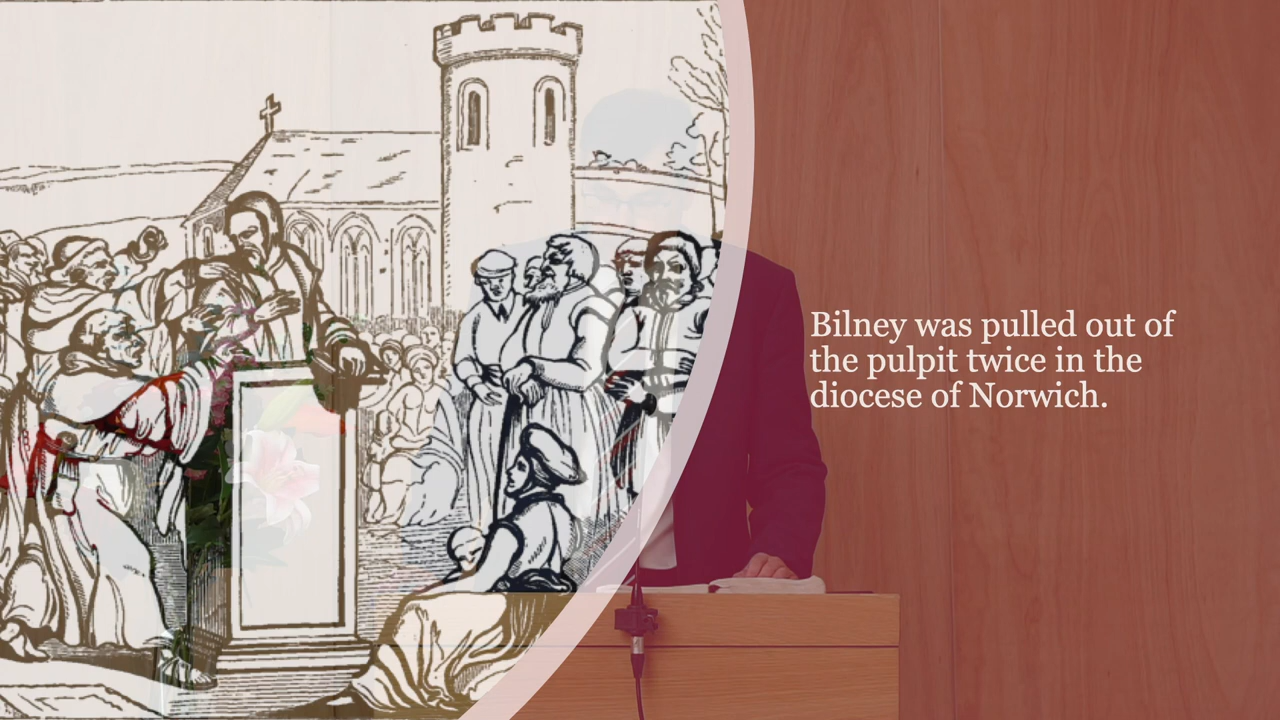 Bilney was pulled out of
the pulpit twice in the
diocese of Norwich.